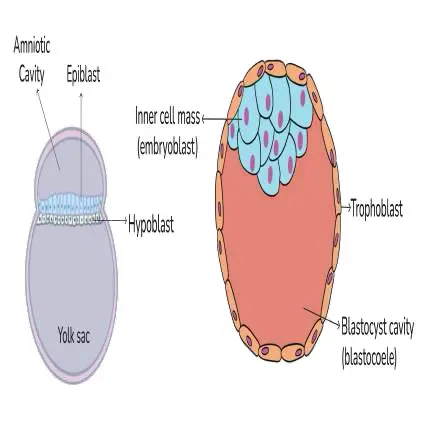 Amniotic
Cavity
Epiblast
Hypoblast
Yolk sac
Inner cell mass
(embryoblast)
Trophoblast
Blastocyst cavity
(blastocoele)